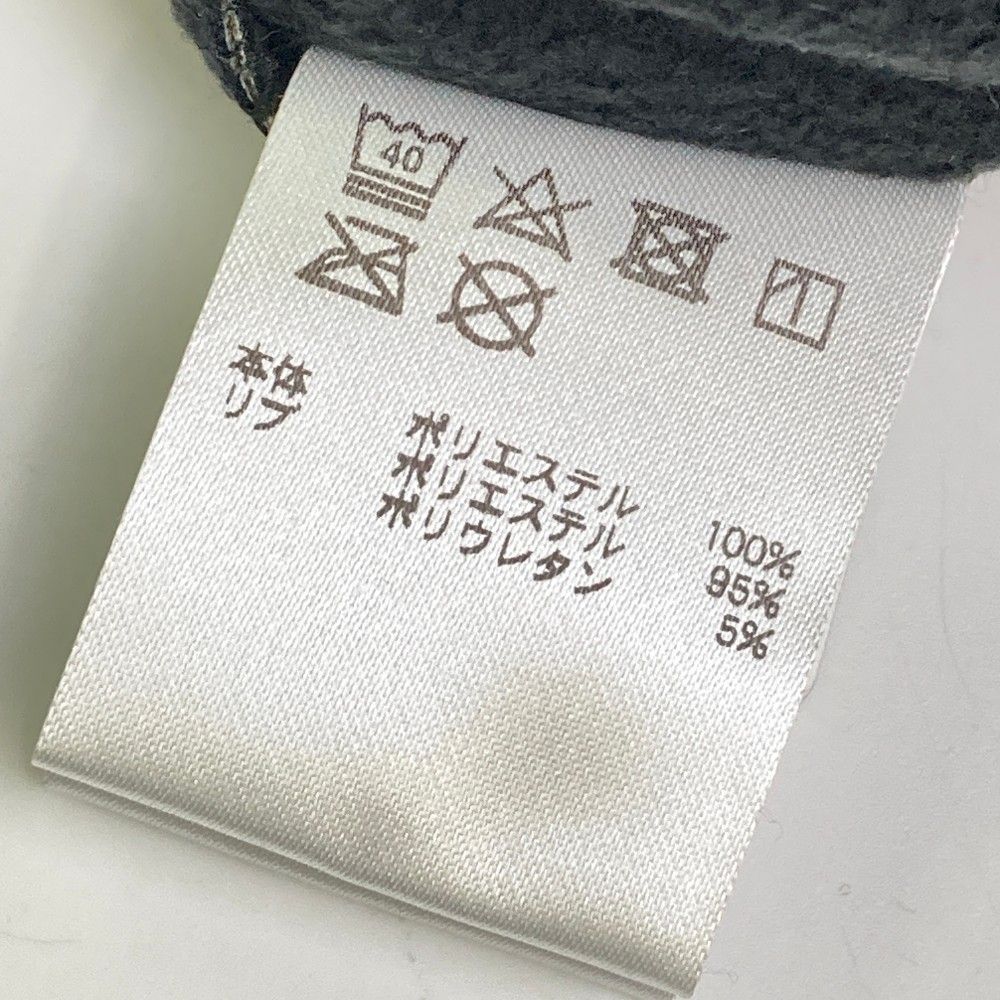 40
本体 ポリエステル 100%
リブ ポリエステル 95%
ポリウレタン 5%